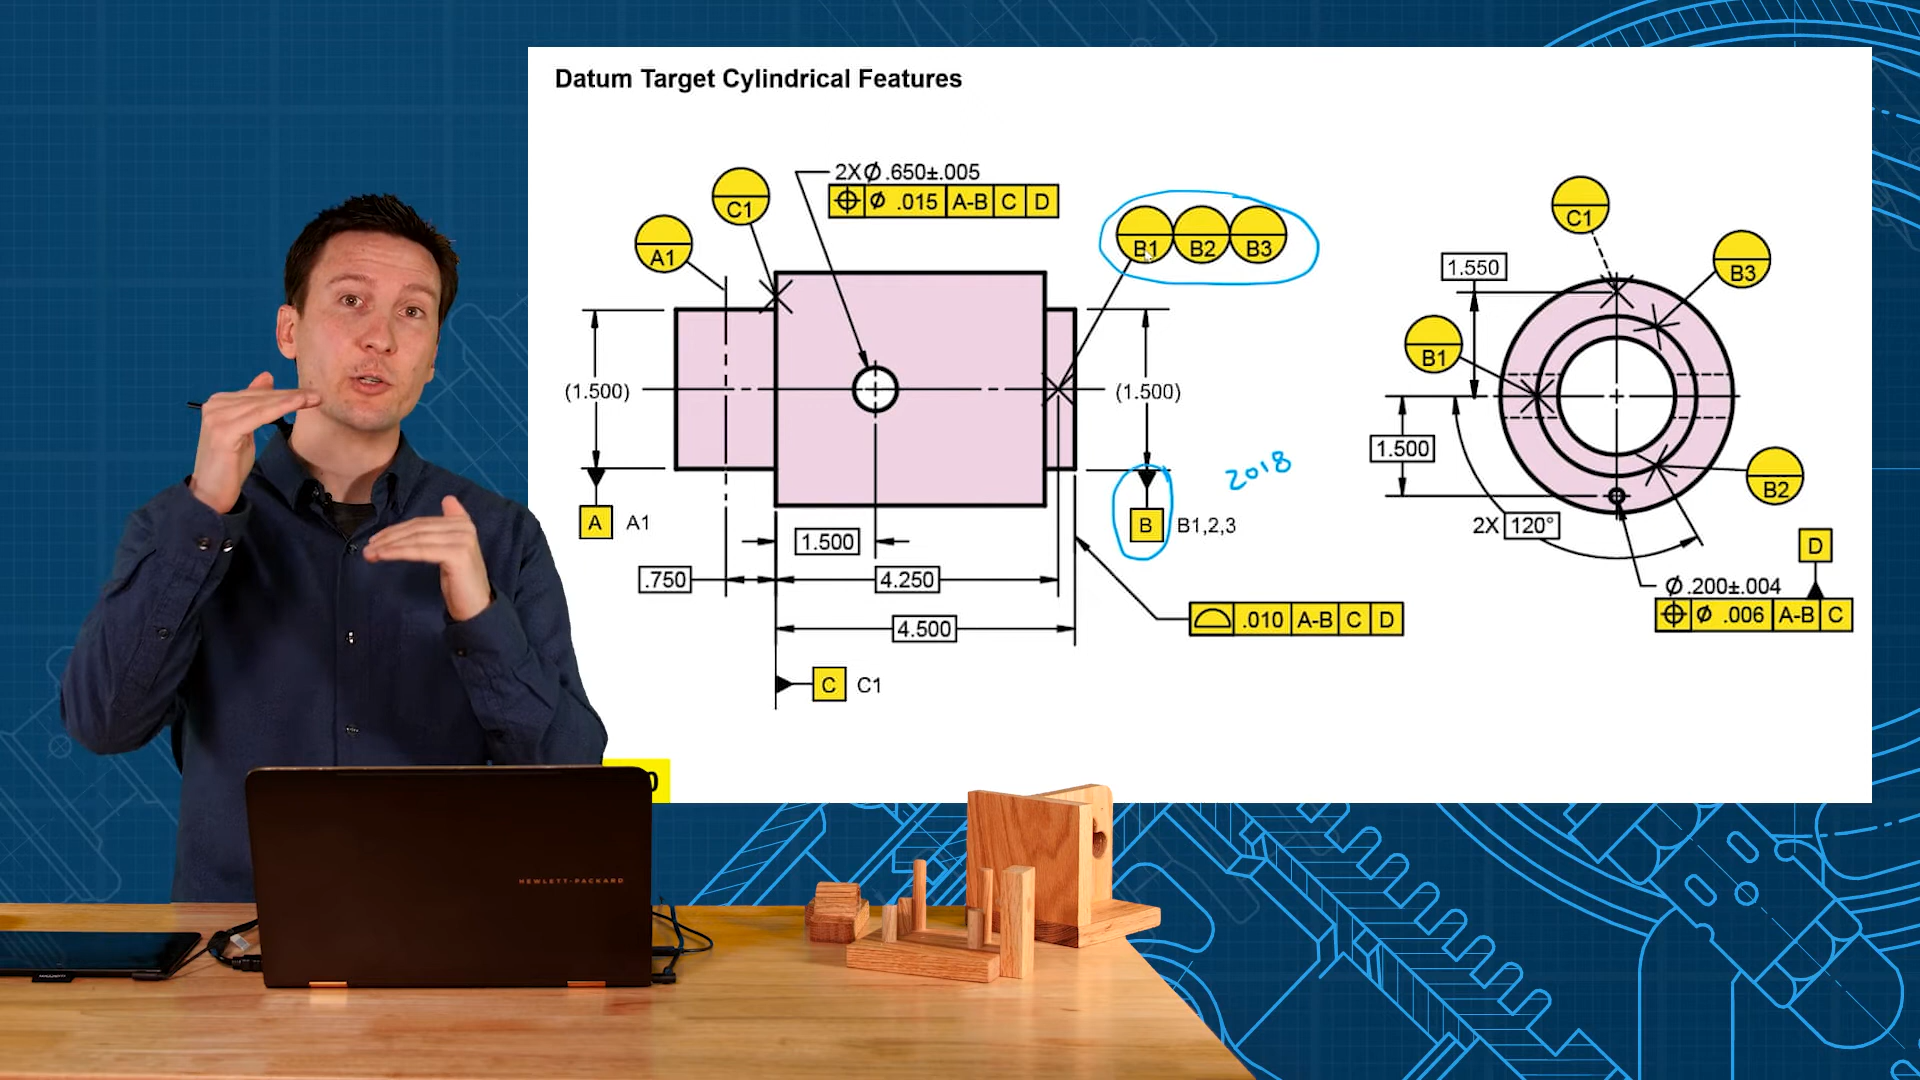 Datum Target Cylindrical Features
2X Ø .650±.005
⌖ Ø .015 A-B C D
C1
A1
B1 B2 B3
(1.500)
(1.500)
A A1
B B1,2,3
2018
1.500
.750
4.250
4.500
⌓ .010 A-B C D
C C1
C1
B3
1.550
B1
1.500
B2
2X 120°
D
Ø .200±.004
⌖ Ø .006 A-B C
0
HEWLETT-PACKARD